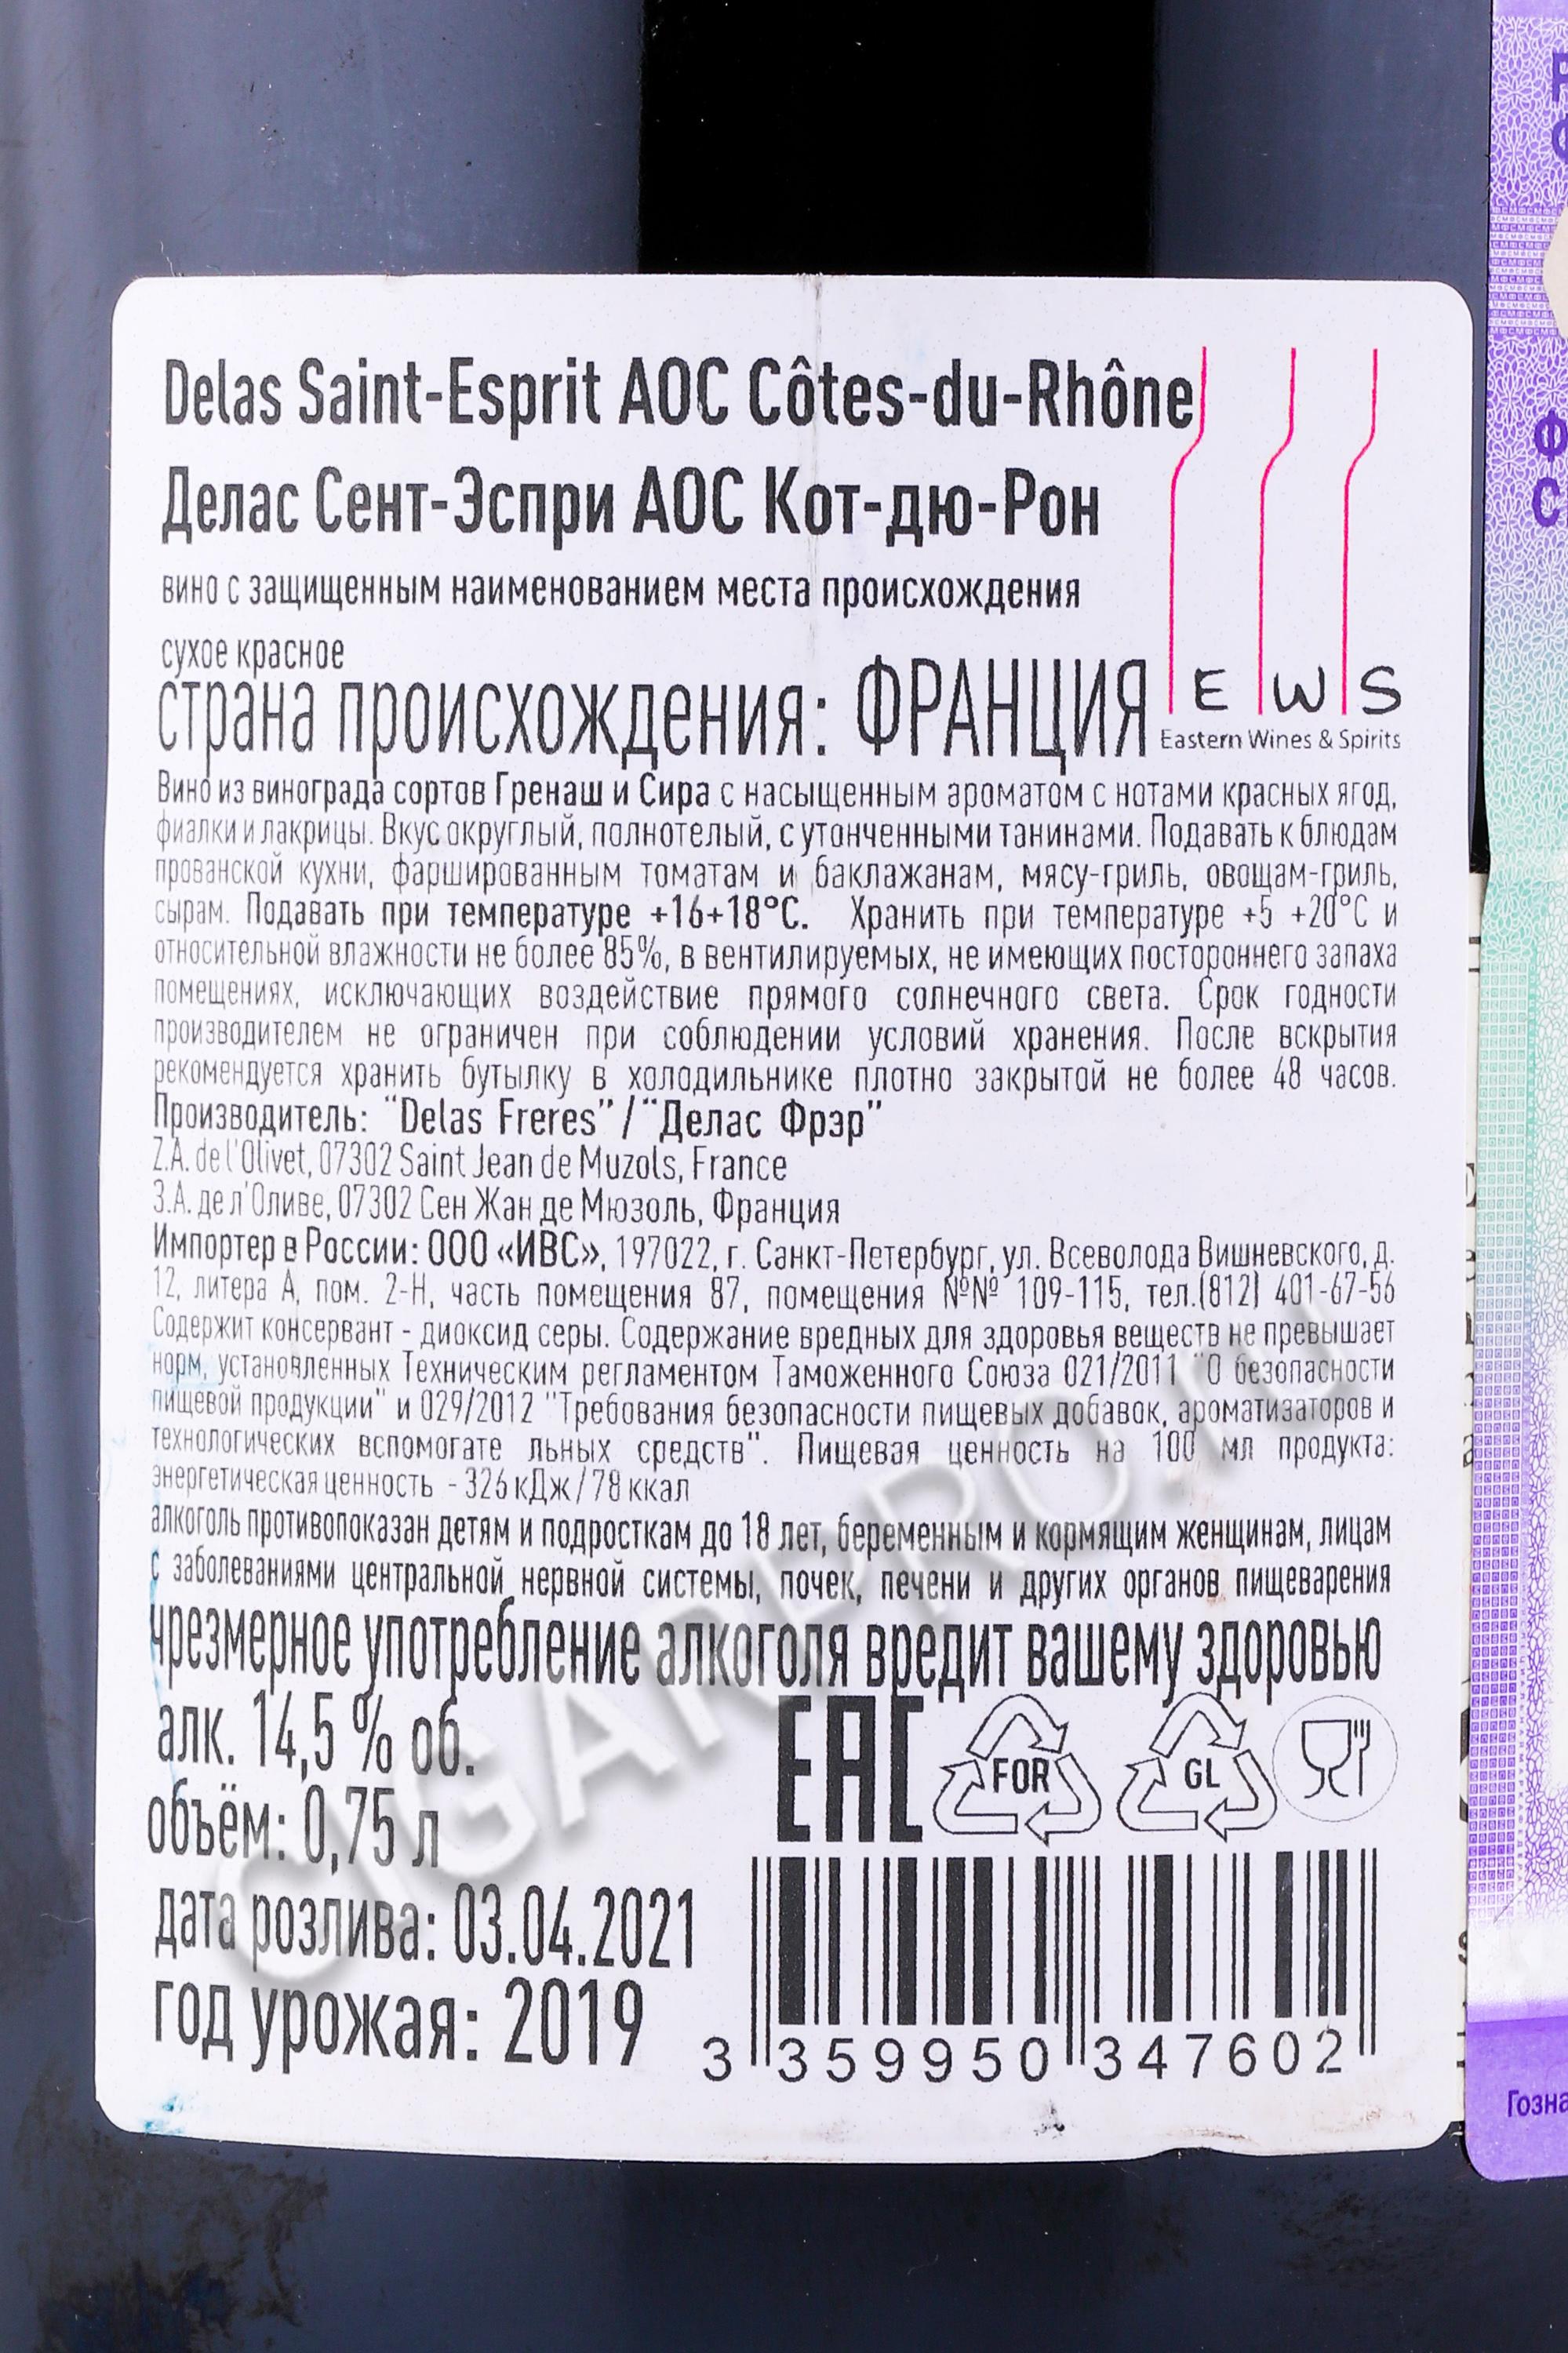 Delas Saint-Esprit AOC Côtes-du-Rhône
Делас Сент-Эспри АОС Кот-дю-Рон
вино с защищенным наименованием места происхождения
сухое красное
страна происхождения: ФРАНЦИЯ
E W S
Eastern Wines & Spirits
Вино из винограда сортов Гренаш и Сира с насыщенным ароматом с нотами красных ягод,
фиалки и лакрицы. Вкус округлый, полнотелый, с утонченными танинами. Подавать к блюдам
прованской кухни, фаршированным томатам и баклажанам, мясу-гриль, овощам-гриль,
сырам. Подавать при температуре +16+18°C. Хранить при температуре +5 +20°C и
относительной влажности не более 85%, в вентилируемых, не имеющих постороннего запаха
помещениях, исключающих воздействие прямого солнечного света. Срок годности
производителем не ограничен при соблюдении условий хранения. После вскрытия
рекомендуется хранить бутылку в холодильнике плотно закрытой не более 48 часов.
Производитель: "Delas Freres" / "Делас Фрэр"
Z.A. de l'Olivet, 07302 Saint Jean de Muzols, France
З.А. де л'Оливе, 07302 Сен Жан де Мюзоль, Франция
Импортер в России: ООО «ИВС», 197022, г. Санкт-Петербург, ул. Всеволода Вишневского, д.
12, литера А, пом. 2-Н, часть помещения 87, помещения №№ 109-115, тел.(812) 401-67-56
Содержит консервант - диоксид серы. Содержание вредных для здоровья веществ не превышает
норм, установленных Техническим регламентом Таможенного Союза 021/2011 "О безопасности
пищевой продукции" и 029/2012 "Требования безопасности пищевых добавок, ароматизаторов и
технологических вспомогате льных средств". Пищевая ценность на 100 мл продукта:
энергетическая ценность - 326 кДж / 78 ккал
алкоголь противопоказан детям и подросткам до 18 лет, беременным и кормящим женщинам, лицам
с заболеваниями центральной нервной системы, почек, печени и других органов пищеварения
чрезмерное употребление алкоголя вредит вашему здоровью
алк. 14,5 % об.
EAC FOR GL
объём: 0,75 л
дата розлива: 03.04.2021
год урожая: 2019
3 359950 347602
CIGARPRO.RU
Ф
С
Гозна